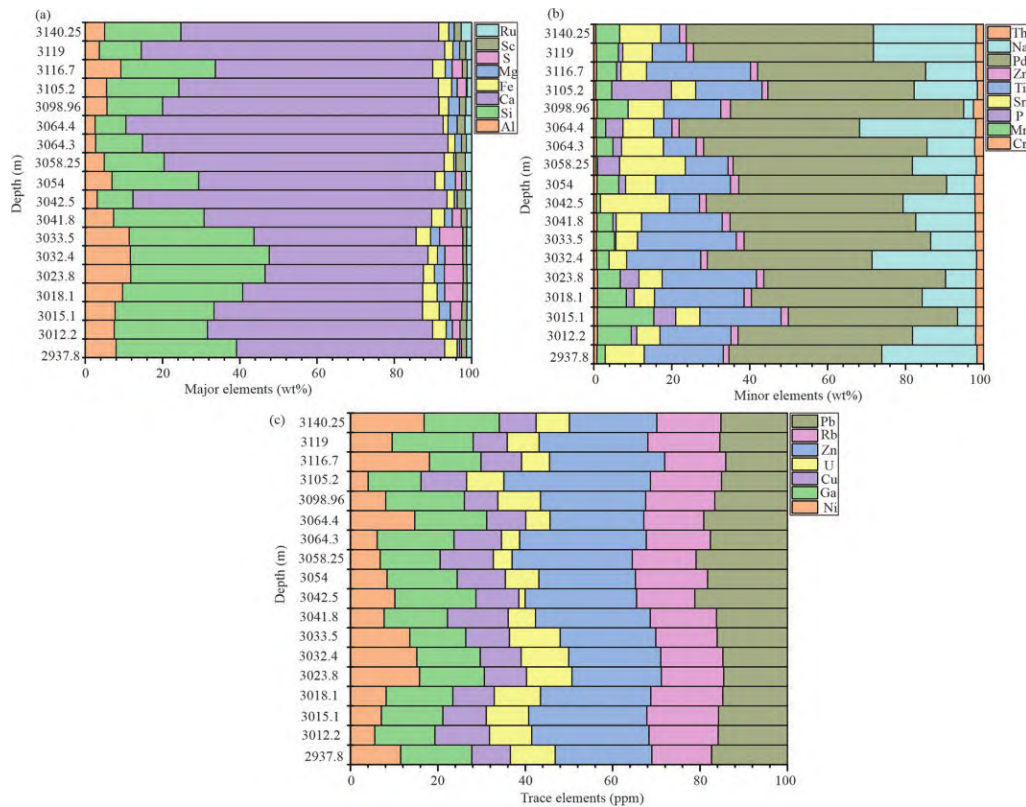 (a)
3140.25
3119
3116.7
3105.2
3098.96
3064.4
3064.3
3058.25
3054
3042.5
3041.8
3033.5
3032.4
3023.8
3018.1
3015.1
3012.2
2937.8
Depth (m)
0 20 40 60 80 100
Major elements (wt%)
Ru
Sc
S
Mg
Fe
Ca
Si
Al
(b)
3140.25
3119
3116.7
3105.2
3098.96
3064.4
3064.3
3058.25
3054
3042.5
3041.8
3033.5
3032.4
3023.8
3018.1
3015.1
3012.2
2937.8
Depth (m)
0 20 40 60 80 100
Minor elements (wt%)
Th
Na
Pd
Zr
Ti
Sr
P
Mn
Cr
(c)
3140.25
3119
3116.7
3105.2
3098.96
3064.4
3064.3
3058.25
3054
3042.5
3041.8
3033.5
3032.4
3023.8
3018.1
3015.1
3012.2
2937.8
Depth (m)
0 20 40 60 80 100
Trace elements (ppm)
Pb
Rb
Zn
U
Cu
Ga
Ni